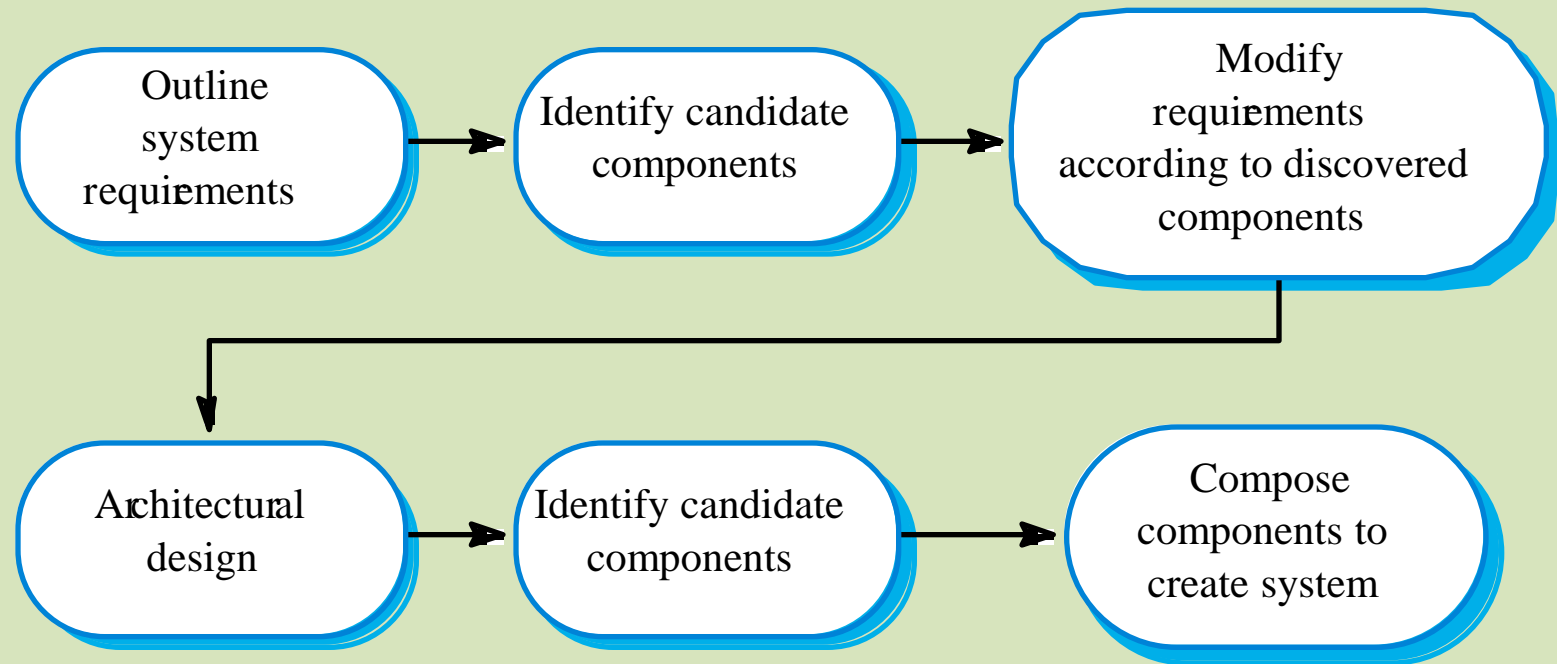 Outline
system
requirements
Identify candidate
components
Modify
requirements
according to discovered
components
Architectural
design
Identify candidate
components
Compose
components to
create system